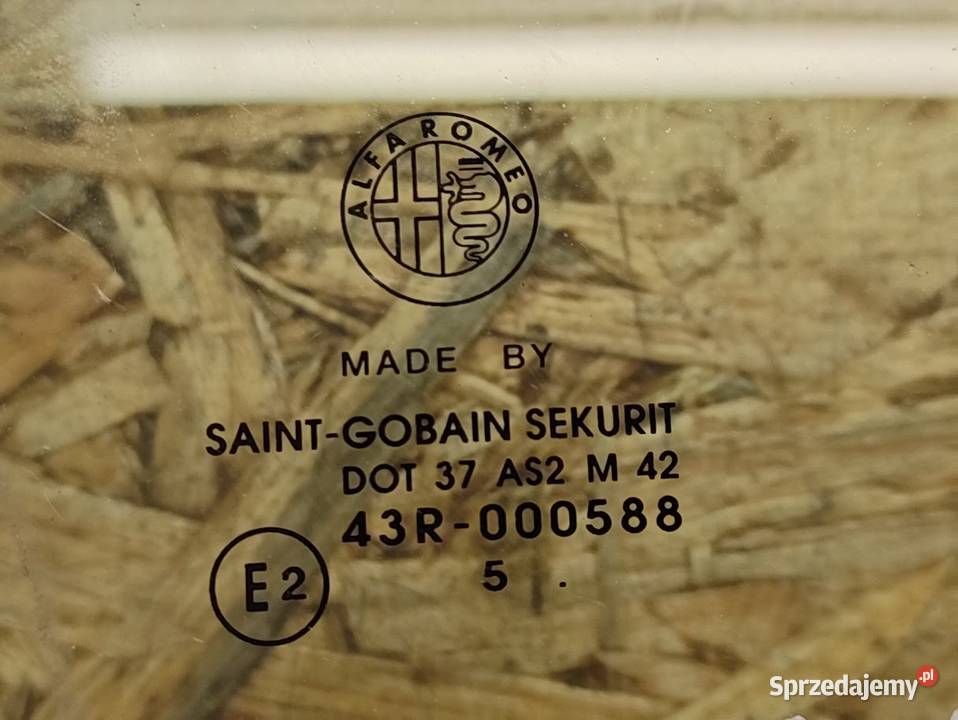 ALFA ROMEO
MADE BY
SAINT-GOBAIN SEKURIT
DOT 37 AS2 M 42
43R-000588
E2
5 .
Sprzedajemy.pl